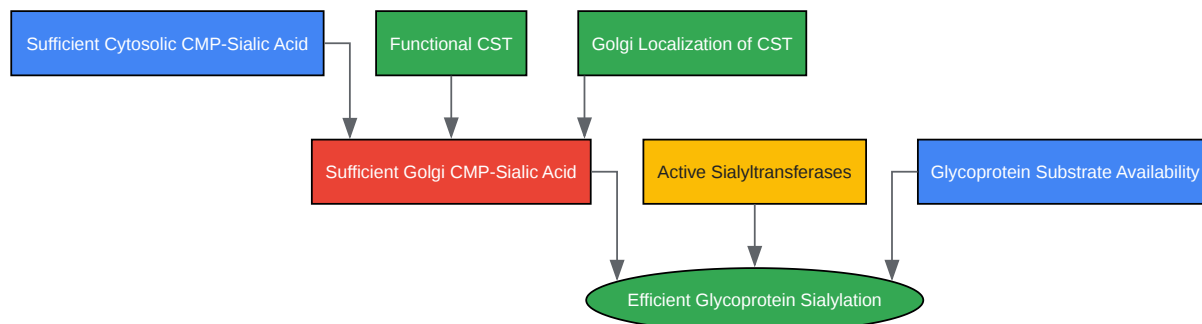 Sufficient Cytosolic CMP-Sialic Acid
Functional CST
Golgi Localization of CST
Sufficient Golgi CMP-Sialic Acid
Active Sialyltransferases
Glycoprotein Substrate Availability
Efficient Glycoprotein Sialylation